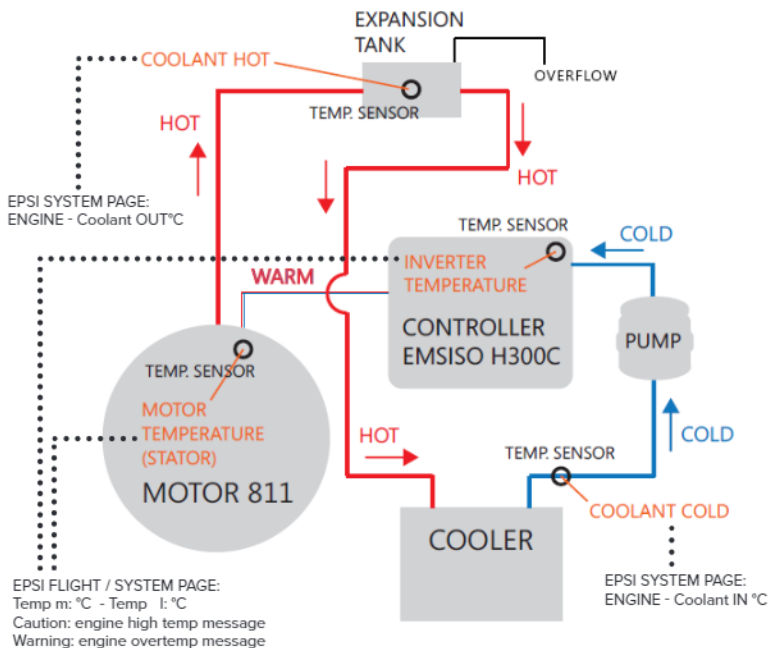 EXPANSION
TANK
COOLANT HOT
OVERFLOW
TEMP. SENSOR
HOT
HOT
EPSI SYSTEM PAGE:
ENGINE - Coolant OUT°C
TEMP. SENSOR
COLD
INVERTER
TEMPERATURE
WARM
CONTROLLER
EMSISO H300C
PUMP
TEMP. SENSOR
MOTOR
TEMPERATURE
(STATOR)
MOTOR 811
HOT
COLD
TEMP. SENSOR
COOLANT COLD
COOLER
EPSI FLIGHT / SYSTEM PAGE:
Temp m: °C - Temp I: °C
Caution: engine high temp message
Warning: engine overtemp message
EPSI SYSTEM PAGE:
ENGINE - Coolant IN °C